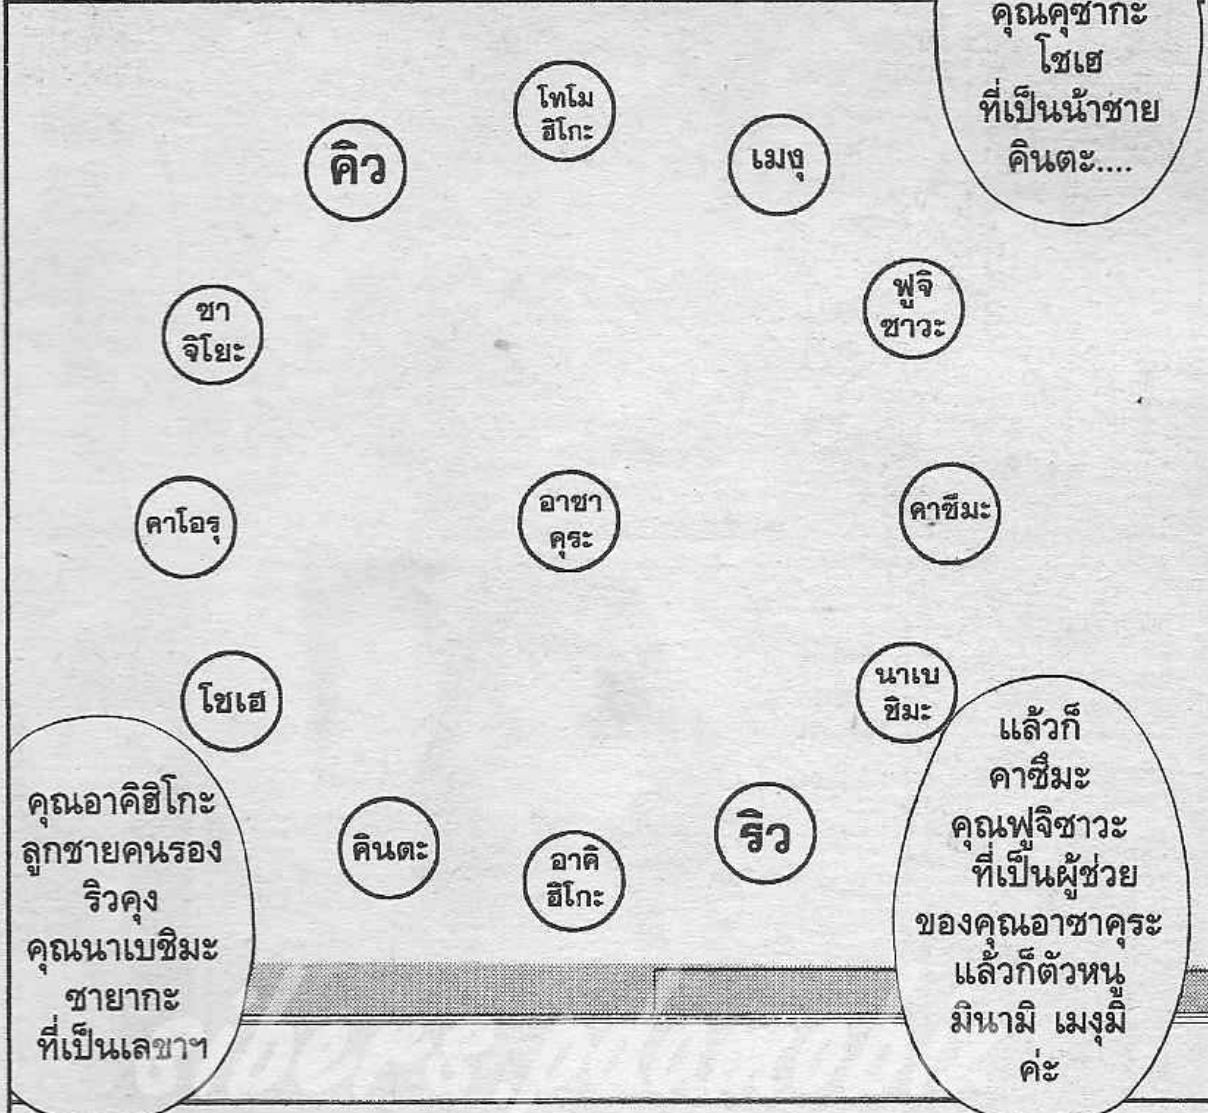 คุณคุซากะ
โชเฮ
ที่เป็นน้าชาย
คินตะ....
โทโม
ฮิโกะ
คิว
เมงุ
ฟูจิ
ซาวะ
ซา
จิโยะ
คาโอรุ
อาซา
คุระ
คาซึมะ
โชเฮ
นาเบ
ชิมะ
คินตะ
อาคิ
ฮิโกะ
ริว
คุณอาคิฮิโกะ
ลูกชายคนรอง
ริวคุง
คุณนาเบชิมะ
ซายากะ
ที่เป็นเลขาฯ
แล้วก็
คาซึมะ
คุณฟูจิซาวะ
ที่เป็นผู้ช่วย
ของคุณอาซาคุระ
แล้วก็ตัวหนู
มินามิ เมงุมิ
ค่ะ